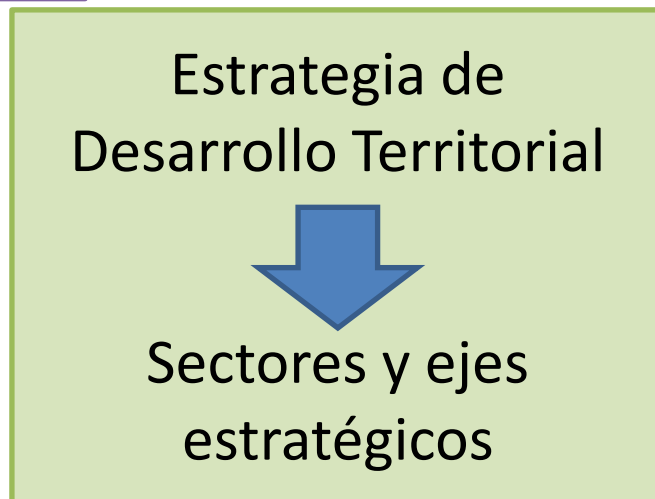 Estrategia de
Desarrollo Territorial
Sectores y ejes
estratégicos